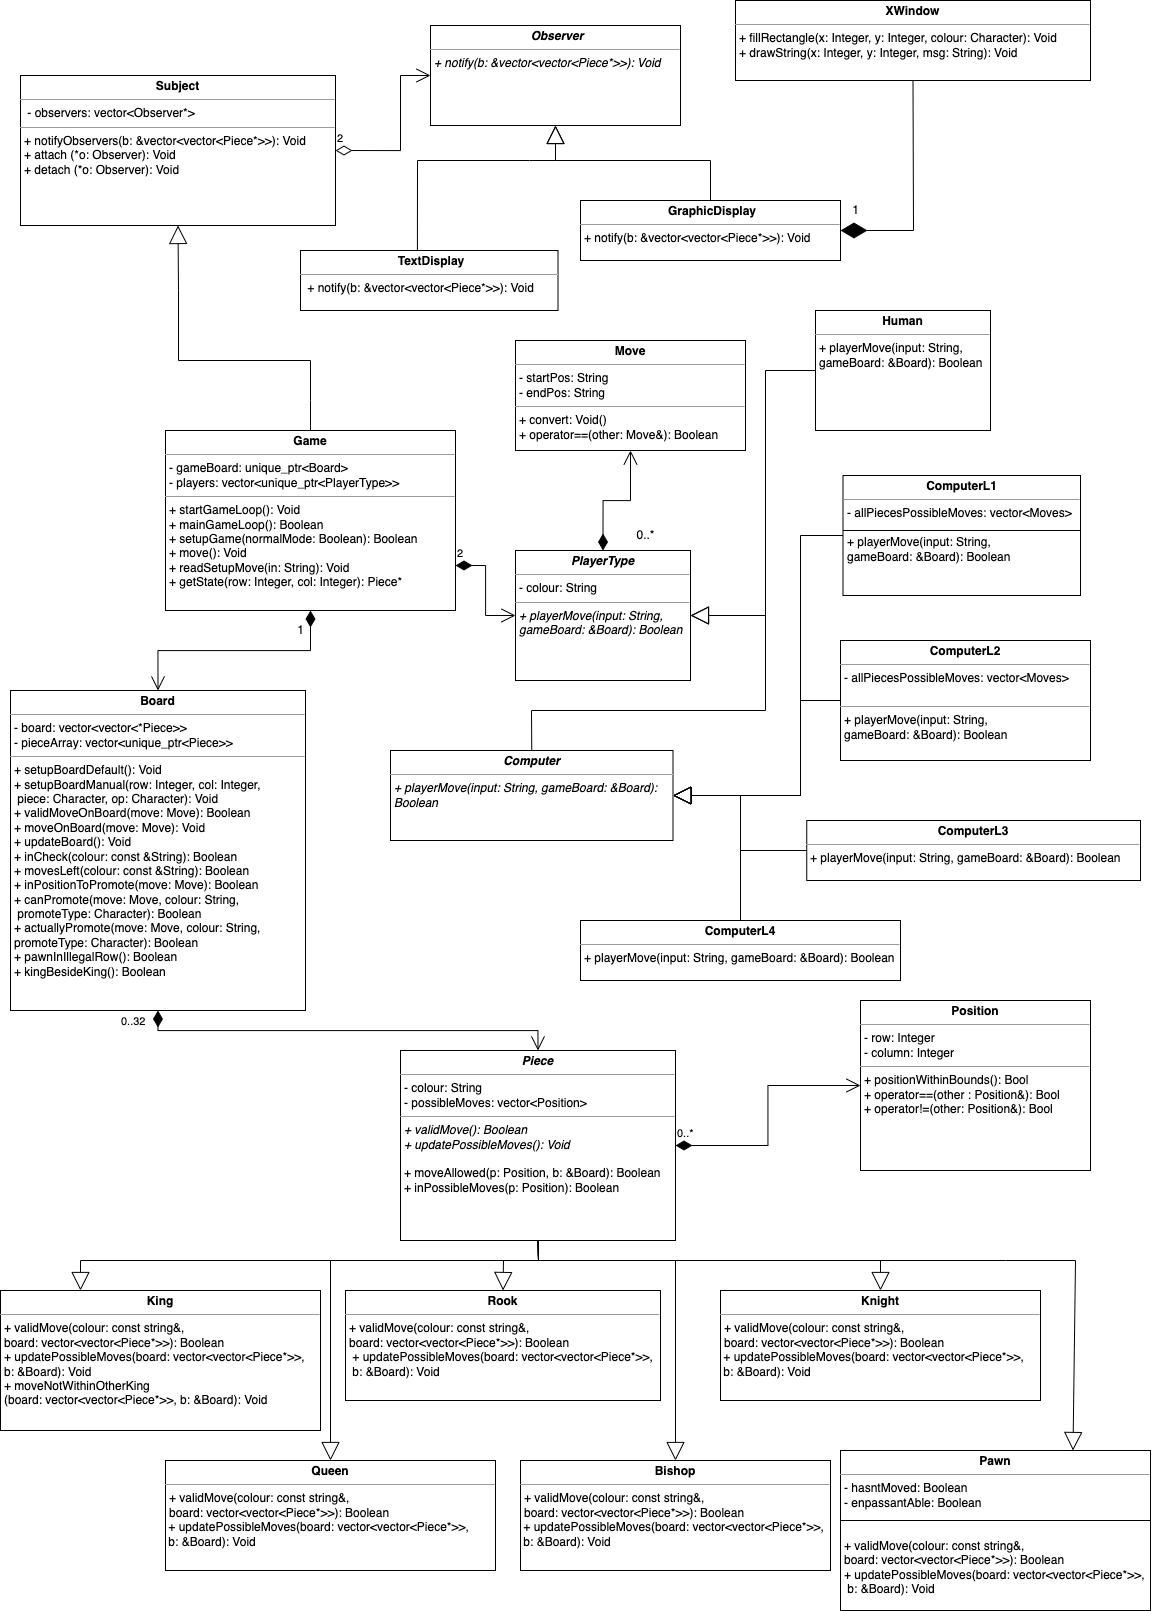 XWindow
+ fillRectangle(x: Integer, y: Integer, colour: Character): Void
+ drawString(x: Integer, y: Integer, msg: String): Void
Observer
+ notify(b: &vector<vector<Piece*>>): Void
Subject
- observers: vector<Observer*>
+ notifyObservers(b: &vector<vector<Piece*>>): Void
+ attach (*o: Observer): Void
+ detach (*o: Observer): Void
2
GraphicDisplay
+ notify(b: &vector<vector<Piece*>>): Void
1
TextDisplay
+ notify(b: &vector<vector<Piece*>>): Void
Human
+ playerMove(input: String,
gameBoard: &Board): Boolean
Move
- startPos: String
- endPos: String
+ convert: Void()
+ operator==(other: Move&): Boolean
Game
- gameBoard: unique_ptr<Board>
- players: vector<unique_ptr<PlayerType>>
+ startGameLoop(): Void
+ mainGameLoop(): Boolean
+ setupGame(normalMode: Boolean): Boolean
+ move(): Void
+ readSetupMove(in: String): Void
+ getState(row: Integer, col: Integer): Piece*
2
1
0..*
PlayerType
- colour: String
+ playerMove(input: String,
gameBoard: &Board): Boolean
ComputerL1
- allPiecesPossibleMoves: vector<Moves>
+ playerMove(input: String,
gameBoard: &Board): Boolean
ComputerL2
- allPiecesPossibleMoves: vector<Moves>
+ playerMove(input: String,
gameBoard: &Board): Boolean
Board
- board: vector<vector<*Piece>>
- pieceArray: vector<unique_ptr<Piece>>
+ setupBoardDefault(): Void
+ setupBoardManual(row: Integer, col: Integer,
piece: Character, op: Character): Void
+ validMoveOnBoard(move: Move): Boolean
+ moveOnBoard(move: Move): Void
+ updateBoard(): Void
+ inCheck(colour: const &String): Boolean
+ movesLeft(colour: const &String): Boolean
+ inPositionToPromote(move: Move): Boolean
+ canPromote(move: Move, colour: String,
promoteType: Character): Boolean
+ actuallyPromote(move: Move, colour: String,
promoteType: Character): Boolean
+ pawnInIllegalRow(): Boolean
+ kingBesideKing(): Boolean
0..32
Computer
+ playerMove(input: String, gameBoard: &Board):
Boolean
ComputerL3
+ playerMove(input: String, gameBoard: &Board): Boolean
ComputerL4
+ playerMove(input: String, gameBoard: &Board): Boolean
Position
- row: Integer
- column: Integer
+ positionWithinBounds(): Bool
+ operator==(other : Position&): Bool
+ operator!=(other: Position&): Bool
Piece
- colour: String
- possibleMoves: vector<Position>
+ validMove(): Boolean
+ updatePossibleMoves(): Void
+ moveAllowed(p: Position, b: &Board): Boolean
+ inPossibleMoves(p: Position): Boolean
0..*
King
+ validMove(colour: const string&,
board: vector<vector<Piece*>>): Boolean
+ updatePossibleMoves(board: vector<vector<Piece*>>,
b: &Board): Void
+ moveNotWithinOtherKing
(board: vector<vector<Piece*>>, b: &Board): Void
Rook
+ validMove(colour: const string&,
board: vector<vector<Piece*>>): Boolean
+ updatePossibleMoves(board: vector<vector<Piece*>>,
b: &Board): Void
Knight
+ validMove(colour: const string&,
board: vector<vector<Piece*>>): Boolean
+ updatePossibleMoves(board: vector<vector<Piece*>>,
b: &Board): Void
Queen
+ validMove(colour: const string&,
board: vector<vector<Piece*>>): Boolean
+ updatePossibleMoves(board: vector<vector<Piece*>>,
b: &Board): Void
Bishop
+ validMove(colour: const string&,
board: vector<vector<Piece*>>): Boolean
+ updatePossibleMoves(board: vector<vector<Piece*>>,
b: &Board): Void
Pawn
- hasntMoved: Boolean
- enpassantAble: Boolean
+ validMove(colour: const string&,
board: vector<vector<Piece*>>): Boolean
+ updatePossibleMoves(board: vector<vector<Piece*>>,
b: &Board): Void